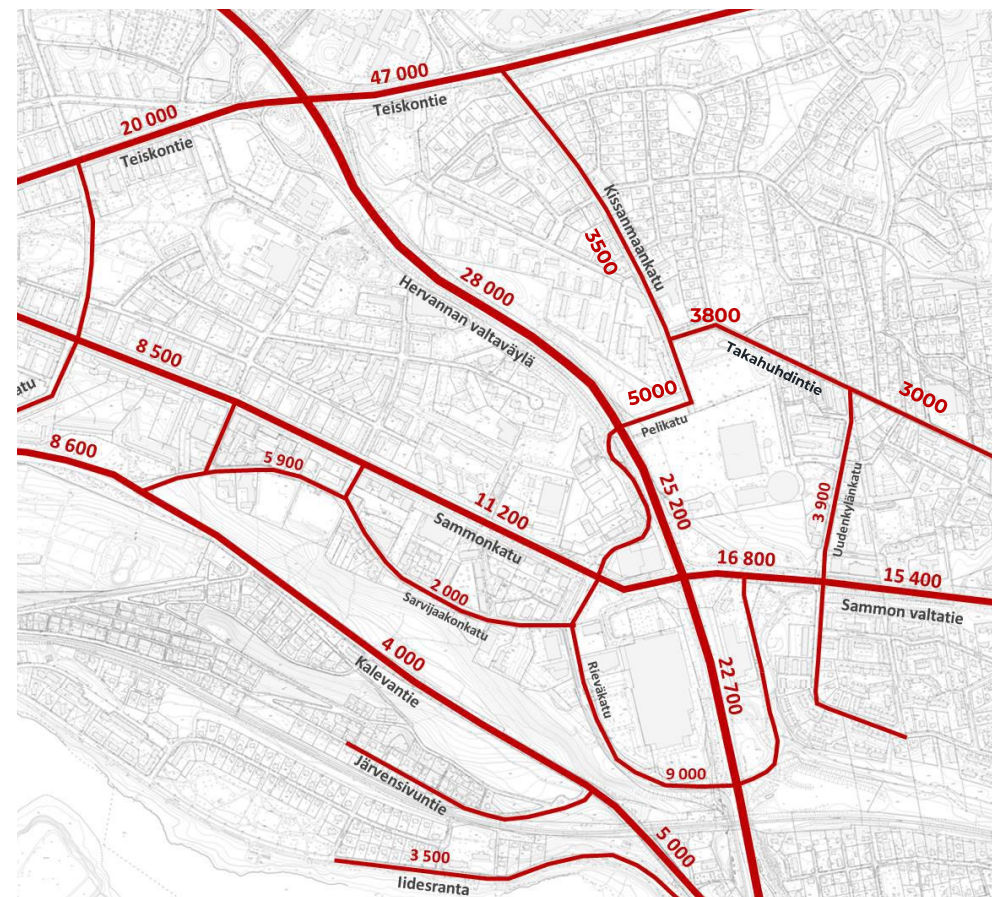 47 000
Teiskontie
20 000
Teiskontie
Kissanmaankatu
3500
28 000
Hervannan valtaväylä
3800
Takahuhdintie
8 500
atu
5000
Pelikatu
3000
8 600
5 900
25 200
3 900
Uudenkylänkatu
11 200
Sammonkatu
16 800
15 400
Sammon valtatie
2 000
Sarvijaakonkatu
4 000
Kalevantie
Rieväkatu
22 700
9 000
Järvensivuntie
5 000
3 500
Iidesranta